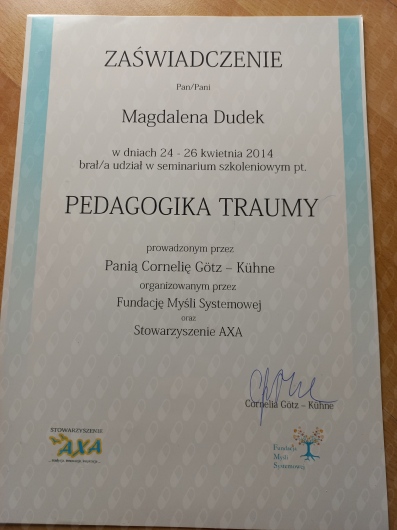 ZAŚWIADCZENIE
Pan/Pani
Magdalena Dudek
w dniach 24 - 26 kwietnia 2014
brał/a udział w seminarium szkoleniowym pt.
PEDAGOGIKA TRAUMY
prowadzonym przez
Panią Cornelię Götz – Kühne
organizowanym przez
Fundację Myśli Systemowej
oraz
Stowarzyszenie AXA
Cornelia Götz – Kühne
STOWARZYSZENIE
AXA
Fundacja
Myśli
Systemowej